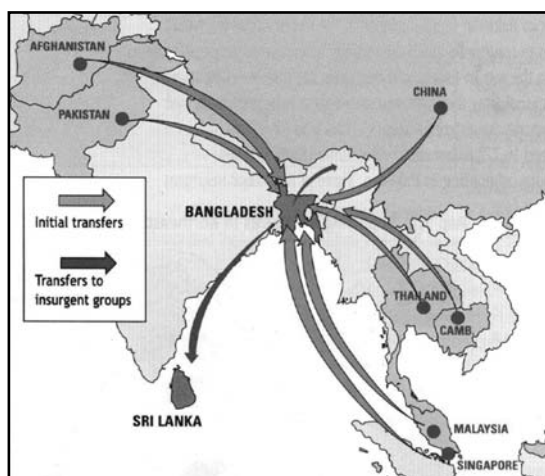 AFGHANISTAN
PAKISTAN
CHINA
Initial transfers
Transfers to
insurgent groups
BANGLADESH
THAILAND
CAMB.
SRI LANKA
MALAYSIA
SINGAPORE